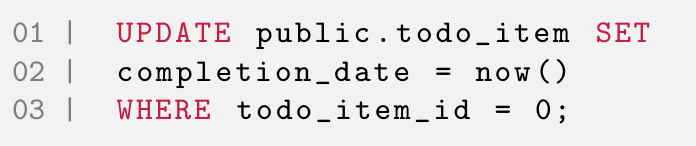 01 | UPDATE public.todo_item SET
02 | completion_date = now()
03 | WHERE todo_item_id = 0;